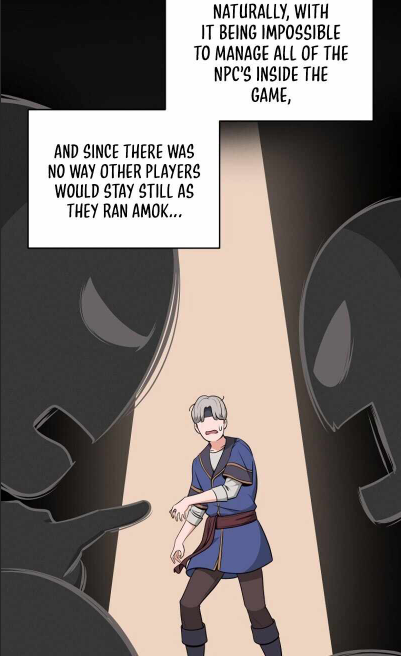 NATURALLY, WITH
IT BEING IMPOSSIBLE
TO MANAGE ALL OF THE
NPC'S INSIDE THE
GAME,
AND SINCE THERE WAS
NO WAY OTHER PLAYERS
WOULD STAY STILL AS
THEY RAN AMOK...